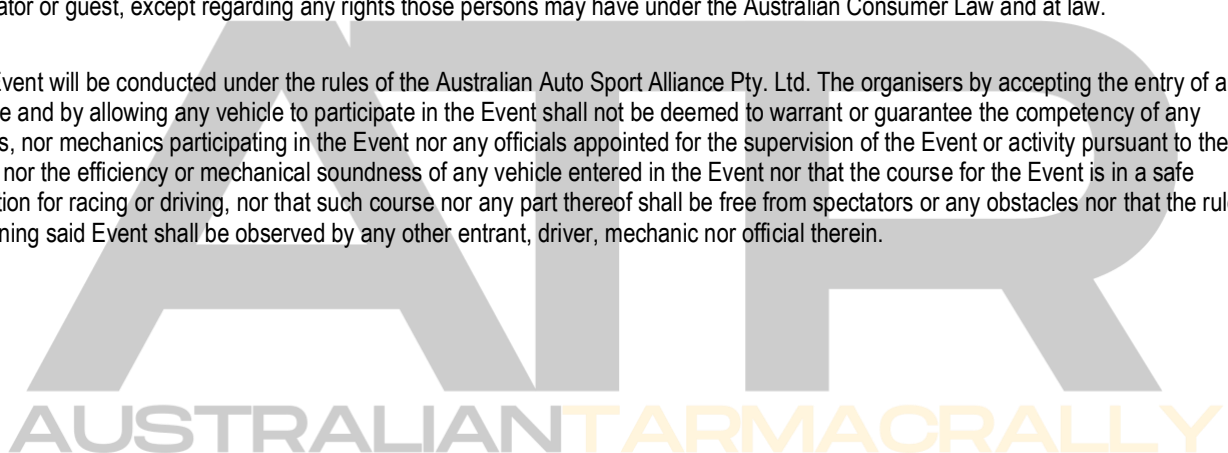 ator or guest, except regarding any rights those persons may have under the Australian Consumer Law and at law.
Event will be conducted under the rules of the Australian Auto Sport Alliance Pty. Ltd. The organisers by accepting the entry of a
e and by allowing any vehicle to participate in the Event shall not be deemed to warrant or guarantee the competency of any
s, nor mechanics participating in the Event nor any officials appointed for the supervision of the Event or activity pursuant to the
nor the efficiency or mechanical soundness of any vehicle entered in the Event nor that the course for the Event is in a safe
tion for racing or driving, nor that such course nor any part thereof shall be free from spectators or any obstacles nor that the rul
ning said Event shall be observed by any other entrant, driver, mechanic nor official therein.
ATR
AUSTRALIANTARMACRALLY